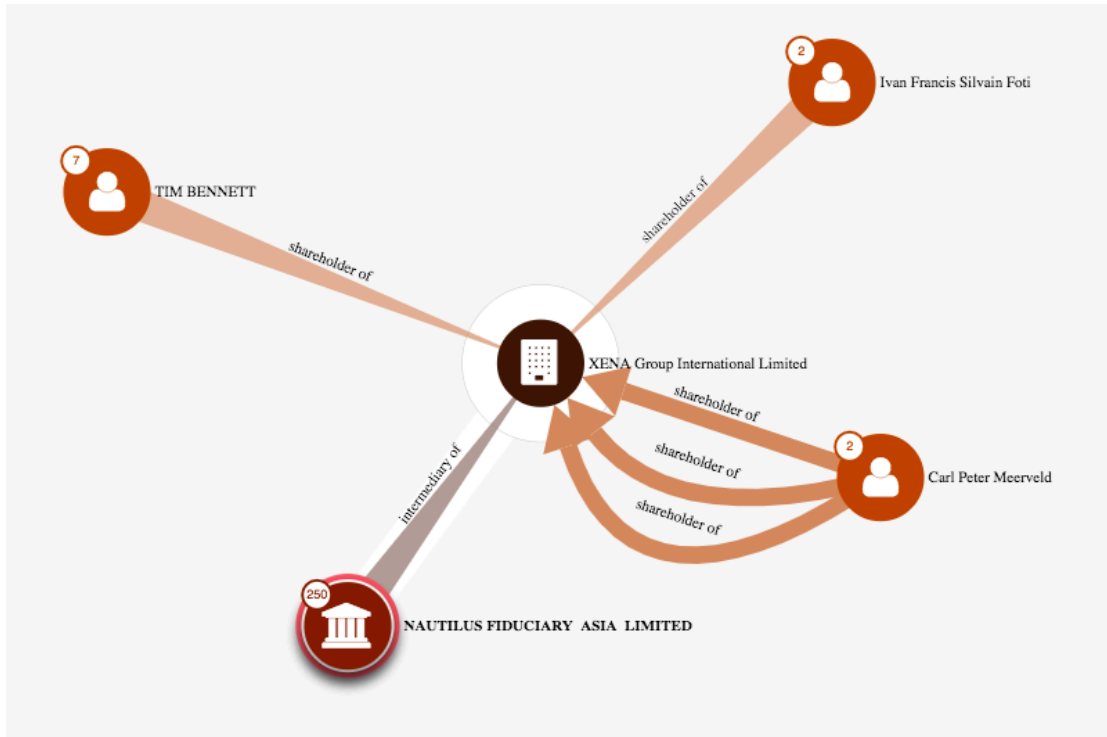 2
Ivan Francis Silvain Foti
7
TIM BENNETT
shareholder of
shareholder of
XENA Group International Limited
shareholder of
2
shareholder of
Carl Peter Meerveld
shareholder of
intermediary of
250
NAUTILUS FIDUCIARY ASIA LIMITED